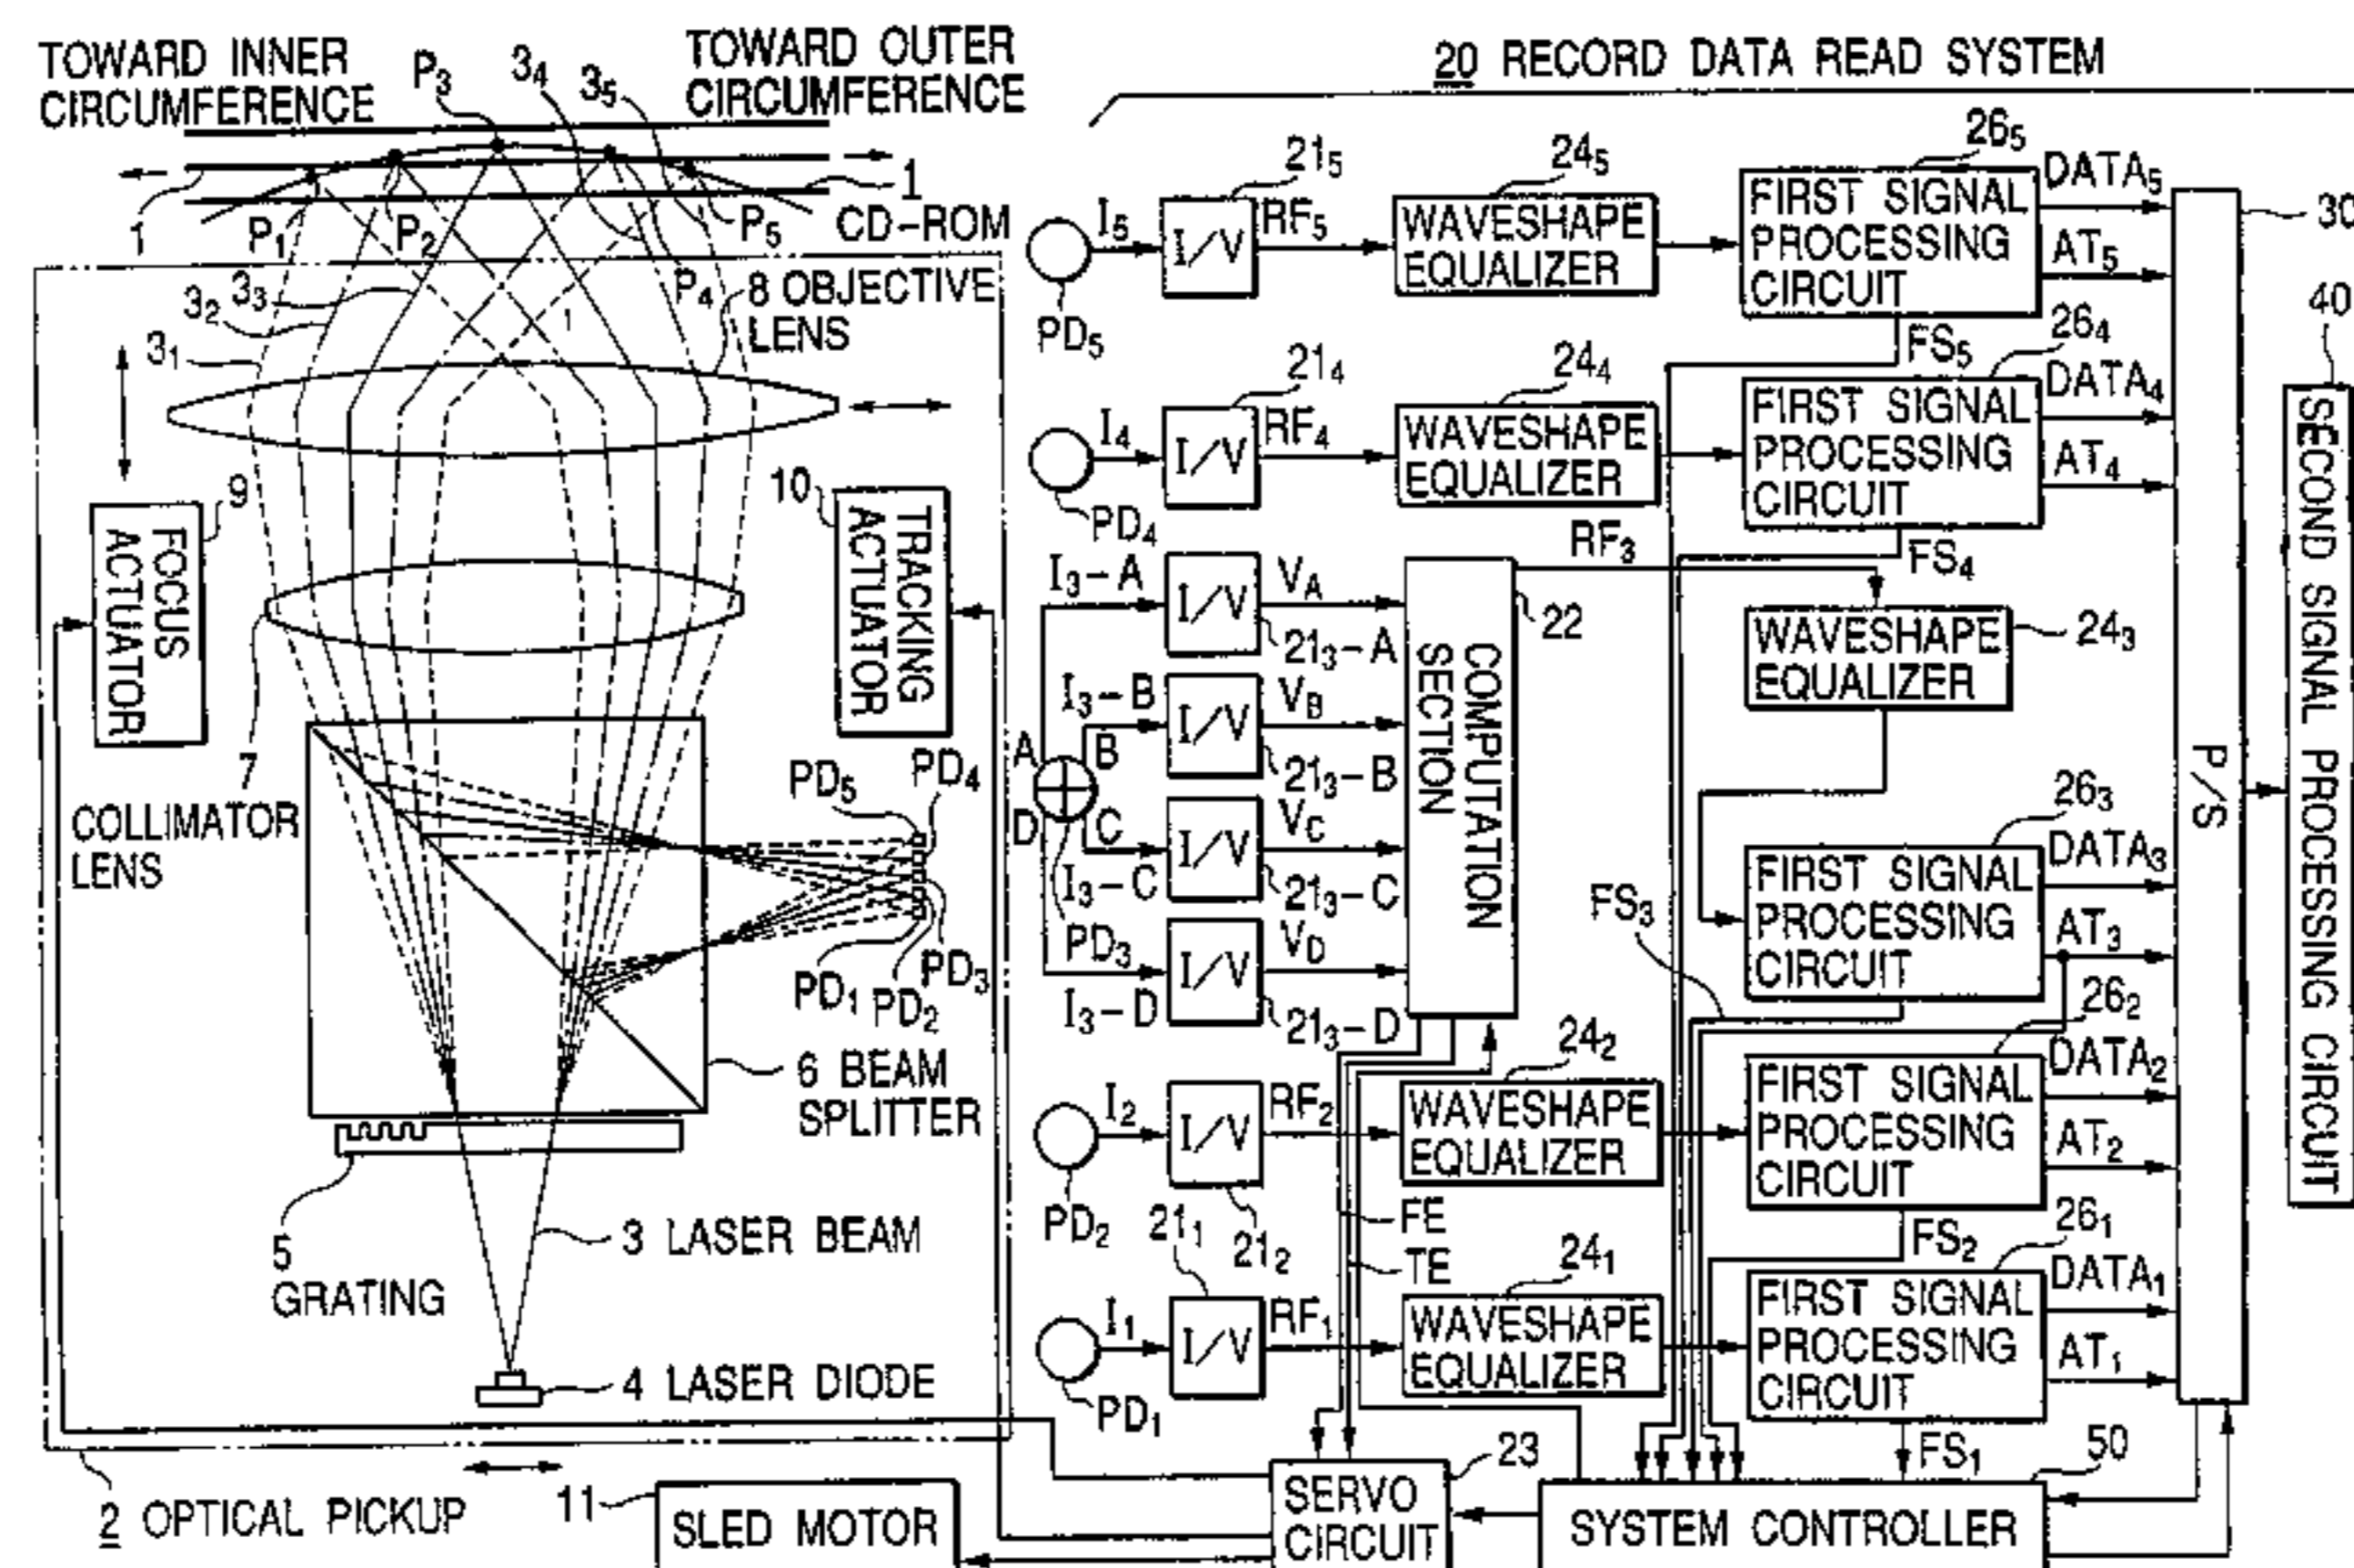 TOWARD INNER
CIRCUMFERENCE
P₃
3₄
3₅
TOWARD OUTER
CIRCUMFERENCE
1
P₁
P₂
P₅
P₄
1
CD-ROM
3₁
3₂
3₃
8 OBJECTIVE
LENS
9
FOCUS
ACTUATOR
10
TRACKING
ACTUATOR
7
COLLIMATOR
LENS
PD₅
PD₄
PD₁
PD₂
PD₃
6 BEAM
SPLITTER
5
GRATING
3 LASER BEAM
4 LASER DIODE
2 OPTICAL PICKUP
11
SLED MOTOR
20 RECORD DATA READ SYSTEM
PD₅
I₅
21₅
I/V
RF₅
24₅
WAVESHAPE
EQUALIZER
26₅
FIRST SIGNAL
PROCESSING
CIRCUIT
DATA₅
AT₅
FS₅
PD₄
I₄
21₄
I/V
RF₄
24₄
WAVESHAPE
EQUALIZER
26₄
FIRST SIGNAL
PROCESSING
CIRCUIT
DATA₄
AT₄
FS₄
A
B
C
D
PD₃
I₃-A
I/V
VA
21₃-A
I₃-B
I/V
VB
21₃-B
I₃-C
I/V
VC
21₃-C
I₃-D
I/V
VD
21₃-D
COMPUTATION
SECTION
22
RF₃
WAVESHAPE
EQUALIZER
24₃
26₃
FIRST SIGNAL
PROCESSING
CIRCUIT
DATA₃
AT₃
FS₃
PD₂
I₂
I/V
21₂
RF₂
24₂
WAVESHAPE
EQUALIZER
26₂
FIRST SIGNAL
PROCESSING
CIRCUIT
DATA₂
AT₂
FS₂
FE
TE
PD₁
I₁
21₁
I/V
RF₁
24₁
WAVESHAPE
EQUALIZER
26₁
FIRST SIGNAL
PROCESSING
CIRCUIT
DATA₁
AT₁
FS₁
P/S
30
40
SECOND SIGNAL PROCESSING CIRCUIT
23
SERVO
CIRCUIT
50
SYSTEM CONTROLLER